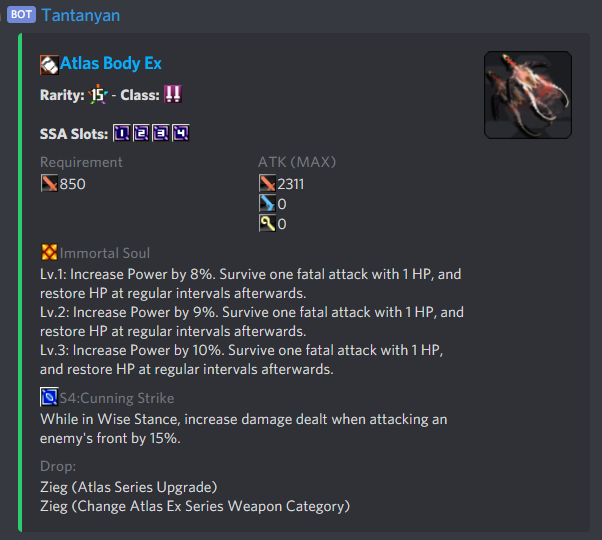 BOT Tantanyan
Atlas Body Ex
Rarity: 15 - Class:
SSA Slots: 1 2 3 4
Requirement
850
ATK (MAX)
2311
0
0
Immortal Soul
Lv.1: Increase Power by 8%. Survive one fatal attack with 1 HP, and
restore HP at regular intervals afterwards.
Lv.2: Increase Power by 9%. Survive one fatal attack with 1 HP, and
restore HP at regular intervals afterwards.
Lv.3: Increase Power by 10%. Survive one fatal attack with 1 HP,
and restore HP at regular intervals afterwards.
S4:Cunning Strike
While in Wise Stance, increase damage dealt when attacking an
enemy's front by 15%.
Drop:
Zieg (Atlas Series Upgrade)
Zieg (Change Atlas Ex Series Weapon Category)